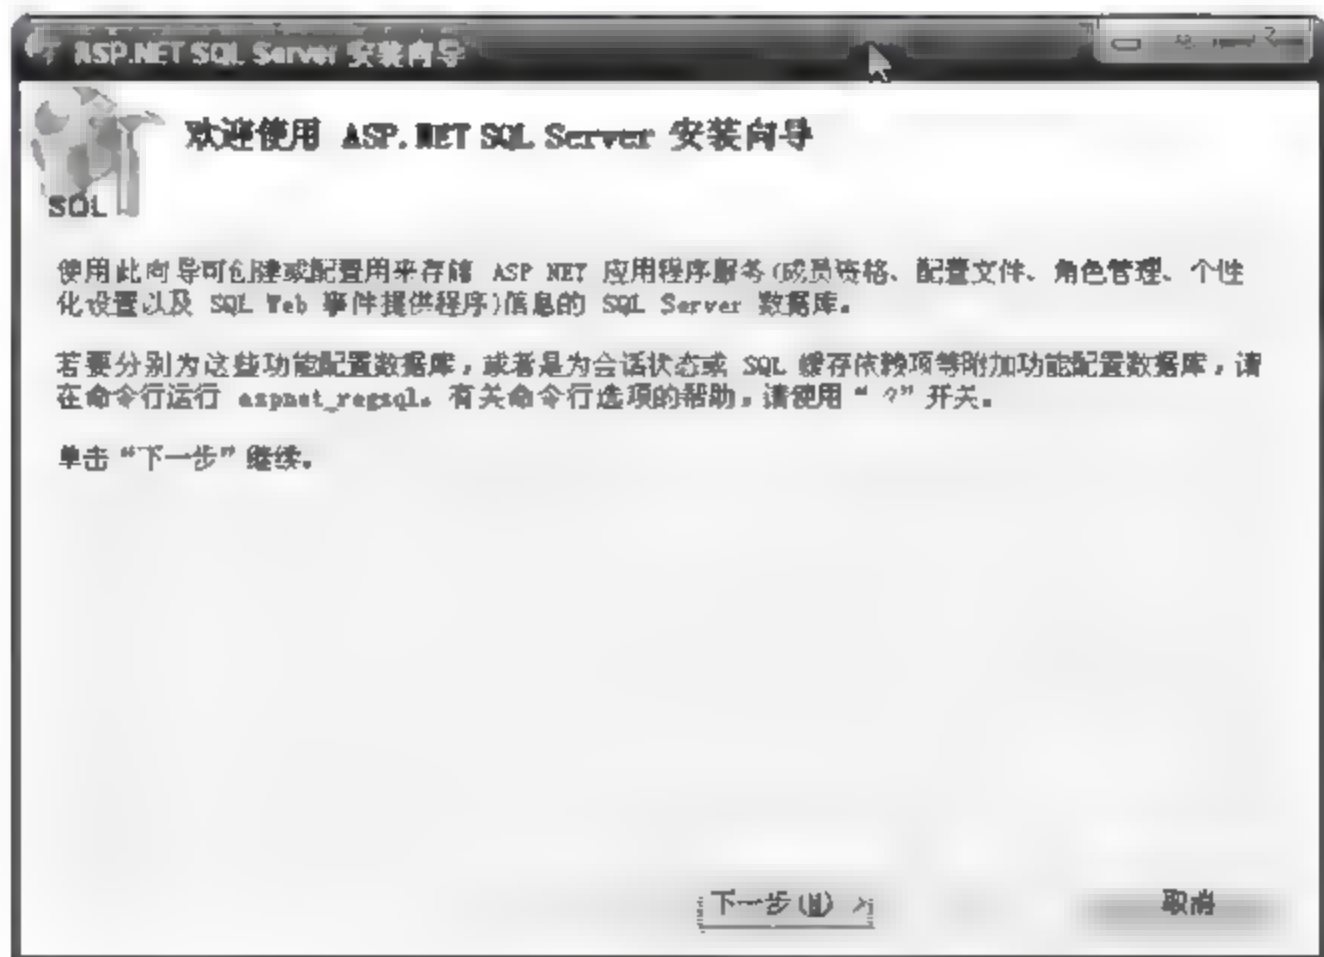 ASP.NET SQL Server 安装向导
欢迎使用 ASP.NET SQL Server 安装向导
SQL
使用此向导可创建或配置用来存储 ASP NET 应用程序服务(成员资格、配置文件、角色管理、个性
化设置以及 SQL Web 事件提供程序)信息的 SQL Server 数据库。
若要分别为这些功能配置数据库，或者是为会话状态或 SQL 缓存依赖项等附加功能配置数据库，请
在命令行运行 aspnet_regsql。有关命令行选项的帮助，请使用“ ?”开关。
单击“下一步”继续。
下一步(N) >
取消